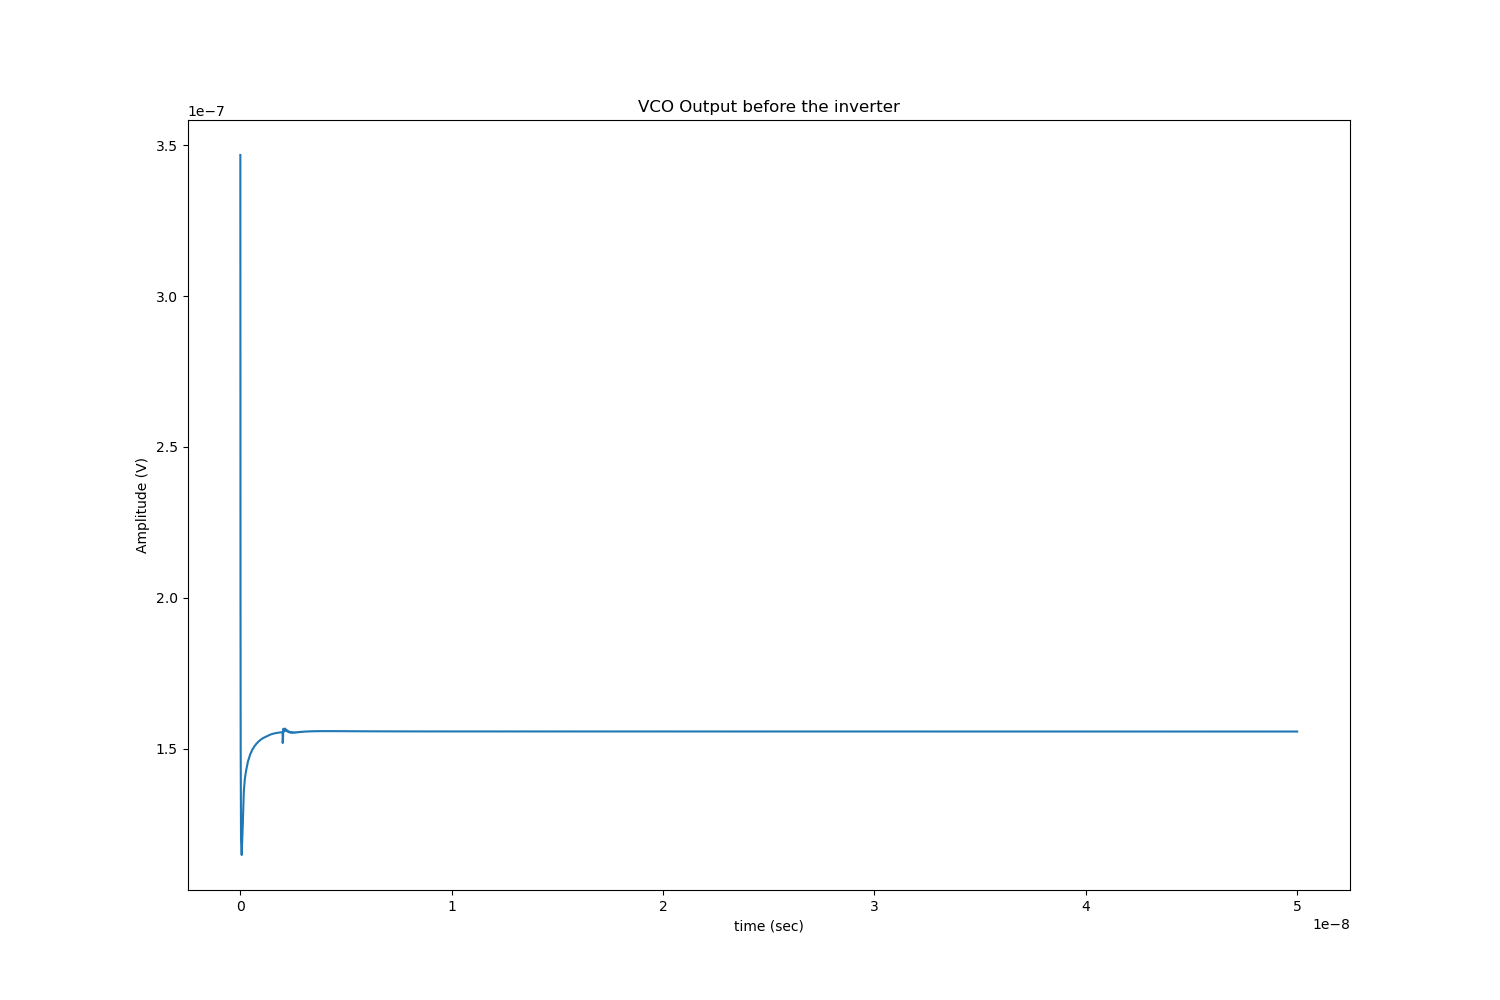 VCO Output before the inverter
1e−7
3.5
3.0
2.5
2.0
1.5
Amplitude (V)
0 1 2 3 4 5
1e−8
time (sec)